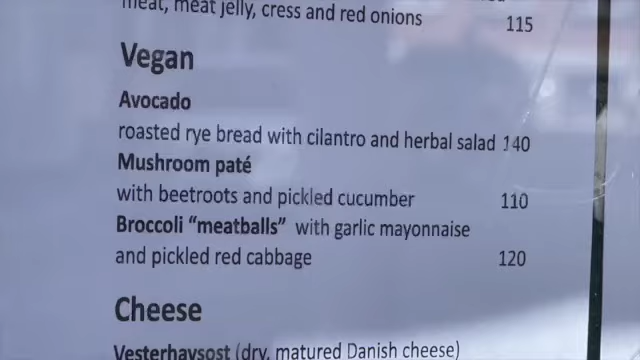 meat, meat jelly, cress and red onions 115
Vegan
Avocado
roasted rye bread with cilantro and herbal salad 140
Mushroom paté
with beetroots and pickled cucumber 110
Broccoli “meatballs” with garlic mayonnaise
and pickled red cabbage 120
Cheese
Vesterhavsost (dry, matured Danish cheese)